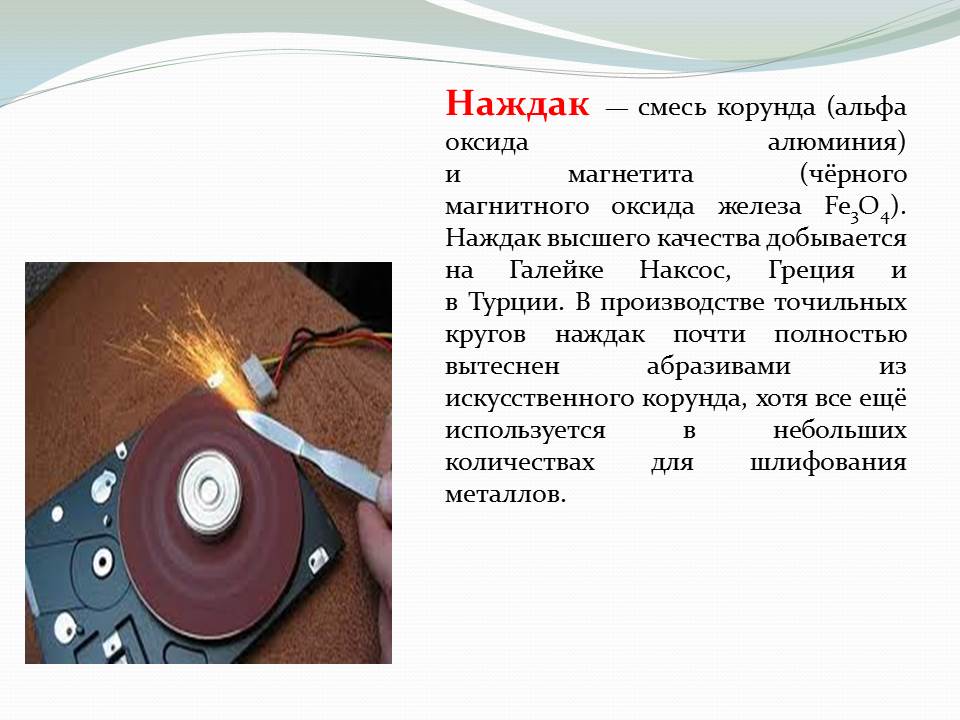 Наждак — смесь корунда (альфа
оксида алюминия)
и магнетита (чёрного
магнитного оксида железа Fe₃O₄).
Наждак высшего качества добывается
на Галейке Наксос, Греция и
в Турции. В производстве точильных
кругов наждак почти полностью
вытеснен абразивами из
искусственного корунда, хотя все ещё
используется в небольших
количествах для шлифования
металлов.